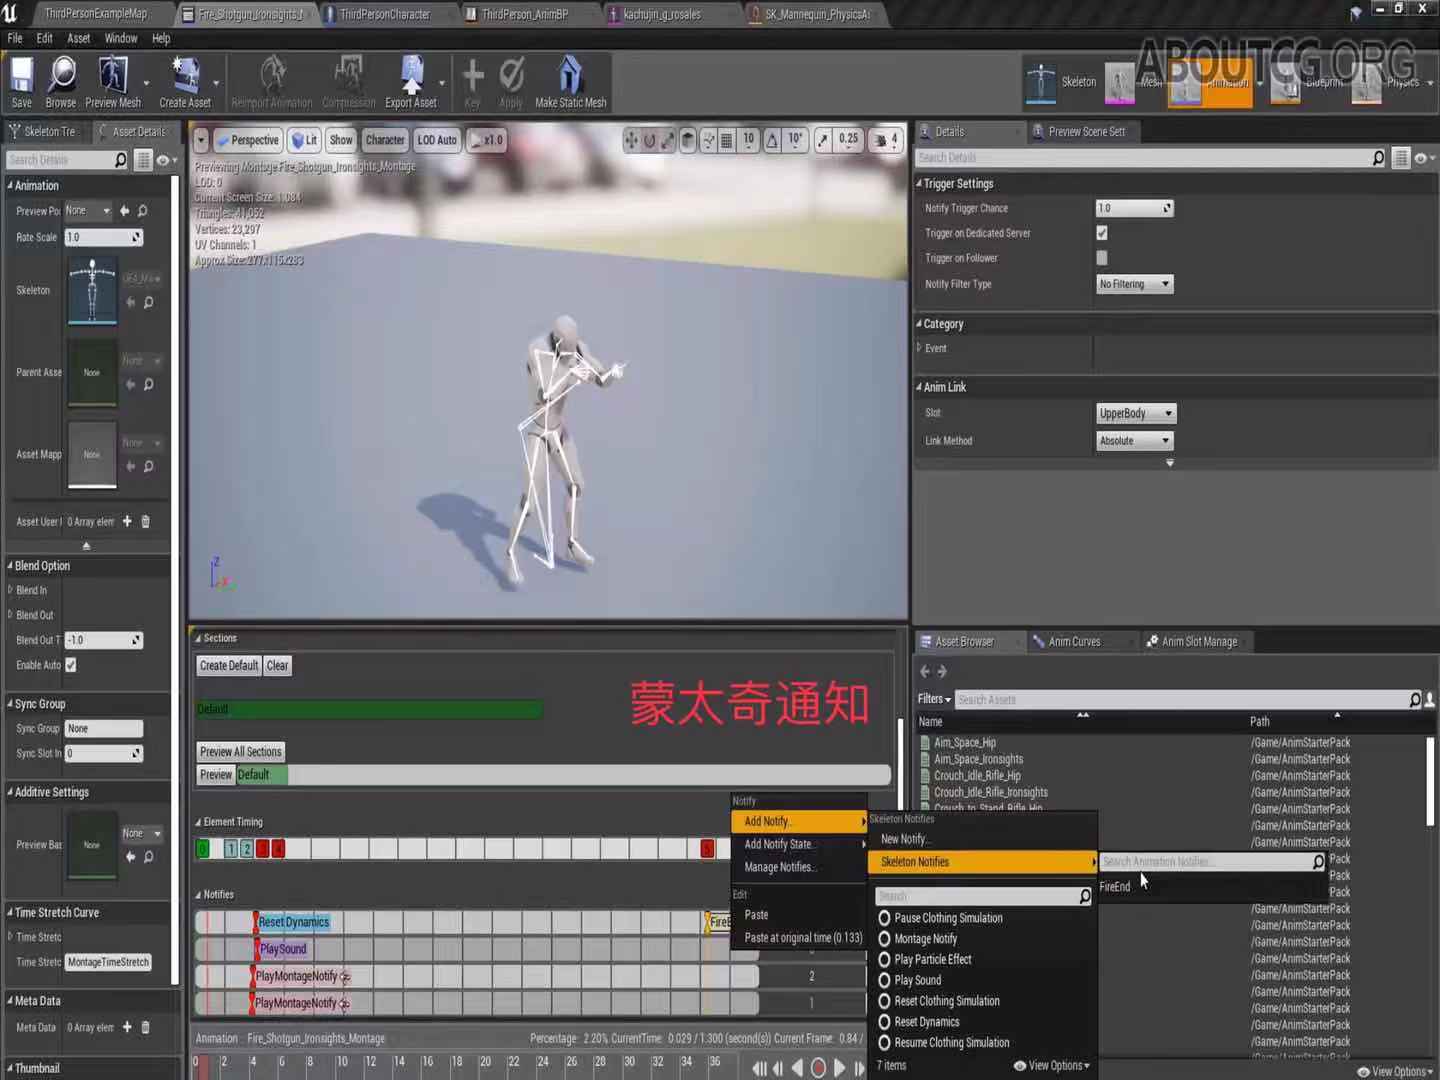 ThirdPersonExampleMap
Fire_Shotgun_Ironsights_M
ThirdPersonCharacter
ThirdPerson_AnimBP
kachujin_g_rosales
SK_Mannequin_PhysicsAs
File Edit Asset Window Help
ABOUTCG.ORG
Save
Browse
Preview Mesh
Create Asset
Reimport Animation
Compression
Export Asset
Key
Apply
Make Static Mesh
Skeleton
Mesh
Animation
Blueprint
Physics
Skeleton Tre
Asset Details
Search Details
Animation
Preview Po
None
Rate Scale
1.0
Skeleton
Parent Asse
None
None
Asset Mapp
None
None
Asset User
0 Array elem
Blend Option
Blend In
Blend Out
Blend Out T
-1.0
Enable Auto
Sync Group
Sync Group
None
Sync Slot In
0
Additive Settings
Preview Bas
None
None
Time Stretch Curve
Time Stretc
Time Stretc
MontageTimeStretch
Meta Data
Meta Data
0 Array elem
Thumbnail
Perspective
Lit
Show
Character
LOD Auto
x1.0
10
10°
0.25
4
Previewing Montage Fire_Shotgun_Ironsights_Montage
LOD: 0
Current Screen Size: 1.084
Triangles: 41,052
Vertices: 23,297
UV Channels: 1
Approx Size: 277x115x283
Z
X
Sections
Create Default
Clear
Default
蒙太奇通知
Preview All Sections
Preview
Default
Element Timing
0 1 2 3 4 5
Notifies
Reset Dynamics
FireE
PlaySound
PlayMontageNotify
2
PlayMontageNotify
1
Animation : Fire_Shotgun_Ironsights_Montage
Percentage: 2.20% CurrentTime: 0.029 / 1.300 (second(s)) Current Frame: 0.84 /
0 2 4 6 8 10 12 14 16 18 20 22 24 26 28 30 32 34 36
Notify
Add Notify...
Add Notify State...
Manage Notifies...
Edit
Paste
Paste at original time (0.133)
Skeleton Notifies
New Notify...
Skeleton Notifies
Search
Pause Clothing Simulation
Montage Notify
Play Particle Effect
Play Sound
Reset Clothing Simulation
Reset Dynamics
Resume Clothing Simulation
7 items
View Options
Search Animation Notifies...
FireEnd
Details
Preview Scene Sett
Search Details
Trigger Settings
Notify Trigger Chance
1.0
Trigger on Dedicated Server
Trigger on Follower
Notify Filter Type
No Filtering
Category
Event
Anim Link
Slot
UpperBody
Link Method
Absolute
Asset Browser
Anim Curves
Anim Slot Manage
Filters
Search Assets
Name
Path
Aim_Space_Hip
/Game/AnimStarterPack
Aim_Space_Ironsights
/Game/AnimStarterPack
Crouch_Idle_Rifle_Hip
/Game/AnimStarterPack
Crouch_Idle_Rifle_Ironsights
/Game/AnimStarterPack
Crouch_to_Stand_Rifle_Hip
/Game/AnimStarterPack
/Game/AnimStarterPack
/Game/AnimStarterPack
/Game/AnimStarterPack
/Game/AnimStarterPack
/Game/AnimStarterPack
/Game/AnimStarterPack
/Game/AnimStarterPack
/Game/AnimStarterPack
/Game/AnimStarterPack
/Game/AnimStarterPack
/Game/AnimStarterPack
/Game/AnimStarterPack
View Options